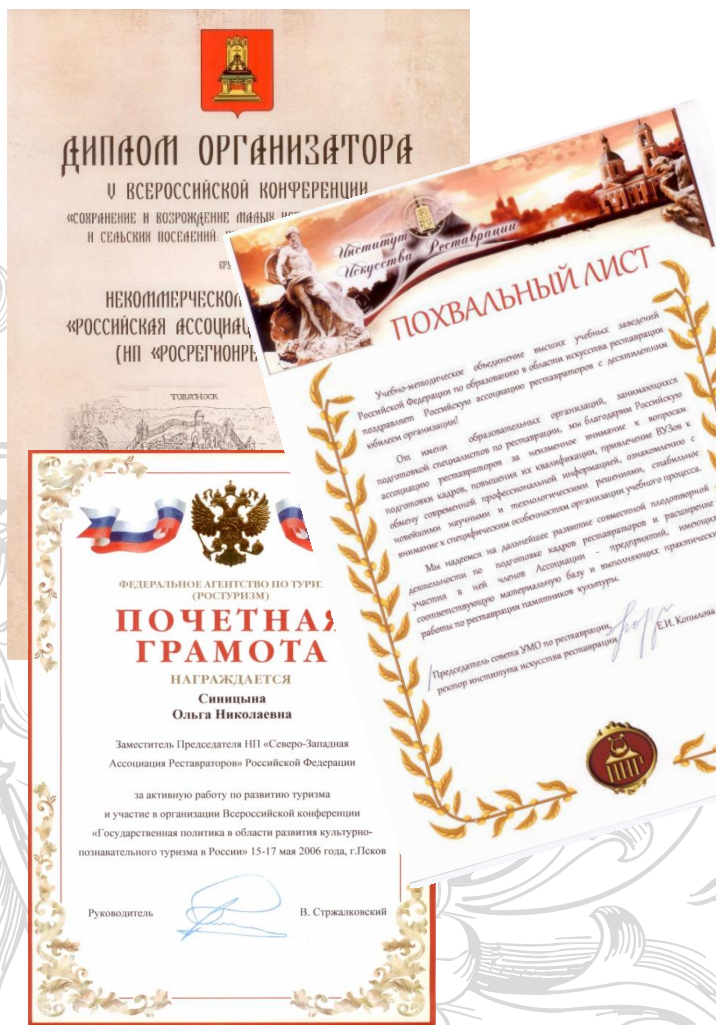 ДИПЛОМ ОРГАНИЗАТОРА
V ВСЕРОССИЙСКОЙ КОНФЕРЕНЦИИ
«СОХРАНЕНИЕ И ВОЗРОЖДЕНИЕ МАЛЫХ
И СЕЛЬСКИХ ПОСЕЛЕНИЙ:
НЕКОММЕРЧЕСКО
«РОССИЙСКАЯ АССОЦИАЦ
(НП «РОСРЕГИОНРЕ
ТОРЖОК
Институт
Искусства Реставрации
ПОХВАЛЬНЫЙ ЛИСТ
Учебно-методическое объединение высших учебных заведений
Российской Федерации по образованию в области искусства реставрации
поздравляет Российскую ассоциацию реставраторов с десятилетним
юбилеем организации!
От имени образовательных организаций, занимающихся
подготовкой специалистов по реставрации, мы благодарим Российскую
ассоциацию реставраторов за неизменное внимание к вопросам
подготовки кадров, повышения их квалификации, привлечение ВУЗов к
обмену современной профессиональной информацией, ознакомлению с
новейшими научными и технологическими решениями, стабильное
внимание к специфическим особенностям организации учебного процесса.
Мы надеемся на дальнейшее развитие совместной плодотворной
деятельности по подготовке кадров реставраторов и расширение
участия в ней членов Ассоциации - предприятий, имеющих
соответствующую материальную базу и выполняющих практически
работы по реставрации памятников культуры.
Председатель совета УМО по реставрации,
ректор института искусства реставрации Е.И. Копылова
ФЕДЕРАЛЬНОЕ АГЕНТСТВО ПО ТУРИЗ
(РОСТУРИЗМ)
ПОЧЕТНАЯ
ГРАМОТА
НАГРАЖДАЕТСЯ
Синицына
Ольга Николаевна
Заместитель Председателя НП «Северо-Западная
Ассоциация Реставраторов» Российской Федерации
за активную работу по развитию туризма
и участие в организации Всероссийской конференции
«Государственная политика в области развития культурно-
познавательного туризма в России» 15-17 мая 2006 года, г.Псков
Руководитель В. Стржалковский